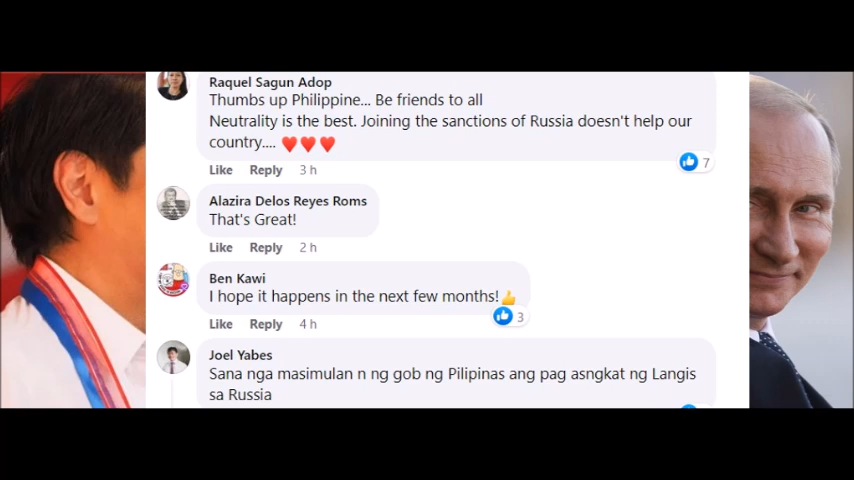 Raquel Sagun Adop
Thumbs up Philippine... Be friends to all
Neutrality is the best. Joining the sanctions of Russia doesn't help our
country.... ❤️❤️❤️
7
Like Reply 3 h
Alazira Delos Reyes Roms
That's Great!
Like Reply 2 h
Ben Kawi
I hope it happens in the next few months!👍
3
Like Reply 4 h
Joel Yabes
Sana nga masimulan n ng gob ng Pilipinas ang pag asngkat ng Langis
sa Russia